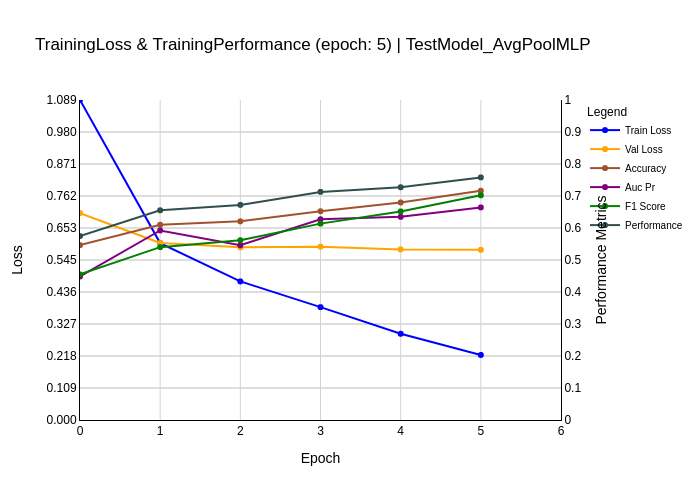 TrainingLoss & TrainingPerformance (epoch: 5) | TestModel_AvgPoolMLP
Legend
Train Loss
Val Loss
Accuracy
Auc Pr
F1 Score
Performance
1.089
0.980
0.871
0.762
0.653
0.545
0.436
0.327
0.218
0.109
0.000
Loss
1
0.9
0.8
0.7
0.6
0.5
0.4
0.3
0.2
0.1
0
Performance Metrics
0 1 2 3 4 5 6
Epoch